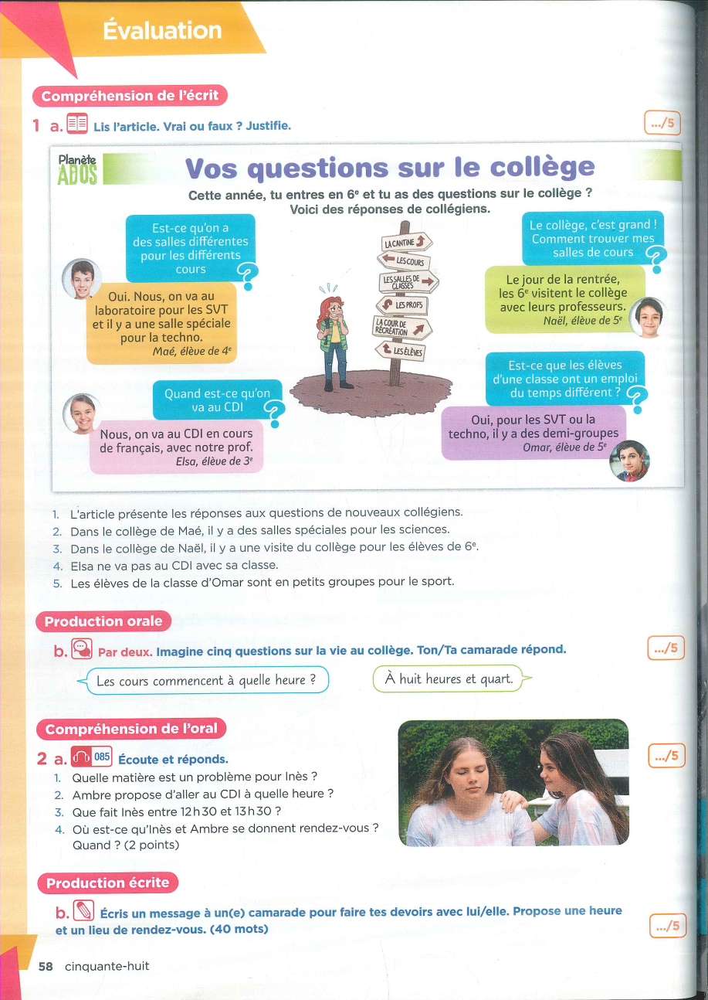 Évaluation
Compréhension de l'écrit
1 a. Lis l'article. Vrai ou faux ? Justifie.
.../5
Planète
ADOS
Vos questions sur le collège
Cette année, tu entres en 6e et tu as des questions sur le collège ?
Voici des réponses de collégiens.
Est-ce qu'on a
des salles différentes
pour les différents
cours ?
Oui. Nous, on va au
laboratoire pour les SVT
et il y a une salle spéciale
pour la techno.
Maé, élève de 4e
Quand est-ce qu'on
va au CDI ?
Nous, on va au CDI en cours
de français, avec notre prof.
Elsa, élève de 3e
LA CANTINE
LES COURS
LES SALLES DE
CLASSES
LES PROFS
LA COUR DE
RÉCRÉATION
LES ÉLÈVES
Le collège, c'est grand !
Comment trouver mes
salles de cours ?
Le jour de la rentrée,
les 6e visitent le collège
avec leurs professeurs.
Naël, élève de 5e
Est-ce que les élèves
d'une classe ont un emploi
du temps différent ?
?
Oui, pour les SVT ou la
techno, il y a des demi-groupes
Omar, élève de 5e
1. L'article présente les réponses aux questions de nouveaux collégiens.
2. Dans le collège de Maé, il y a des salles spéciales pour les sciences.
3. Dans le collège de Naël, il y a une visite du collège pour les élèves de 6e.
4. Elsa ne va pas au CDI avec sa classe.
5. Les élèves de la classe d'Omar sont en petits groupes pour le sport.
Production orale
b. Par deux. Imagine cinq questions sur la vie au collège. Ton/Ta camarade répond.
.../5
Les cours commencent à quelle heure ?
À huit heures et quart.
Compréhension de l'oral
2 a. 085 Écoute et réponds.
.../5
1. Quelle matière est un problème pour Inès ?
2. Ambre propose d'aller au CDI à quelle heure ?
3. Que fait Inès entre 12 h 30 et 13 h 30 ?
4. Où est-ce qu'Inès et Ambre se donnent rendez-vous ?
Quand ? (2 points)
Production écrite
b. Écris un message à un(e) camarade pour faire tes devoirs avec lui/elle. Propose une heure
et un lieu de rendez-vous. (40 mots)
.../5
58 cinquante-huit